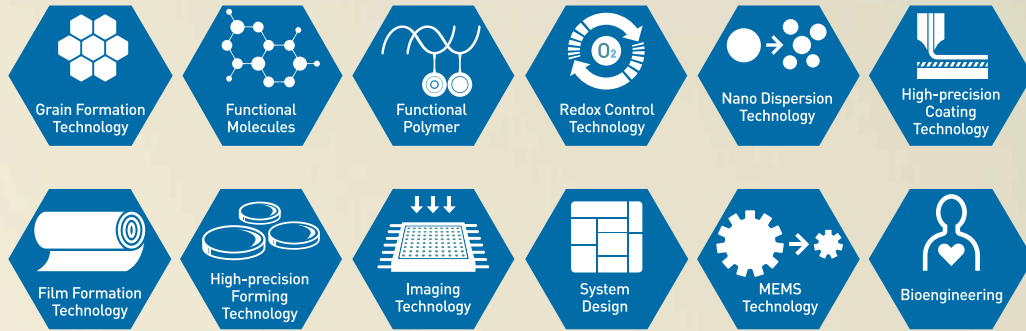 Grain Formation
Technology
Functional
Molecules
Functional
Polymer
O2
Redox Control
Technology
Nano Dispersion
Technology
High-precision
Coating
Technology
Film Formation
Technology
High-precision
Forming
Technology
Imaging
Technology
System
Design
MEMS
Technology
Bioengineering